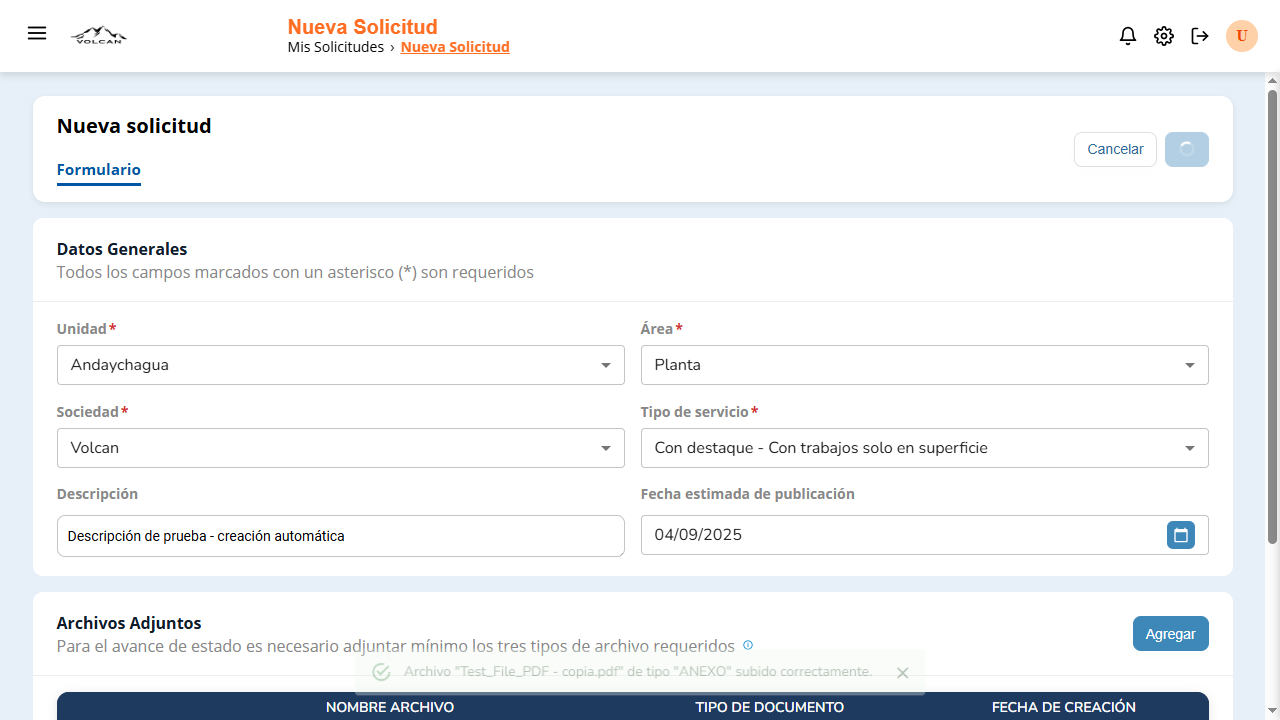 VOLCAN
Nueva Solicitud
Mis Solicitudes › Nueva Solicitud
U
Nueva solicitud
Formulario
Cancelar
Datos Generales
Todos los campos marcados con un asterisco (*) son requeridos
Unidad*
Área*
Andaychagua
Planta
Sociedad*
Tipo de servicio*
Volcan
Con destaque - Con trabajos solo en superficie
Descripción
Fecha estimada de publicación
Descripción de prueba - creación automática
04/09/2025
Archivos Adjuntos
Para el avance de estado es necesario adjuntar mínimo los tres tipos de archivo requeridos
Agregar
Archivo "Test_File_PDF - copia.pdf" de tipo "ANEXO" subido correctamente.
NOMBRE ARCHIVO
TIPO DE DOCUMENTO
FECHA DE CREACIÓN